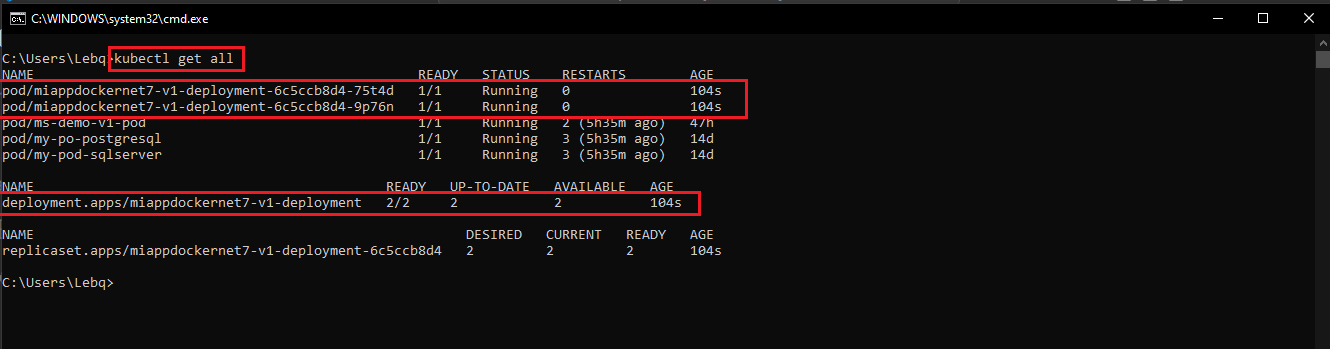 C:\WINDOWS\system32\cmd.exe
C:\Users\Lebq>kubectl get all
NAME READY STATUS RESTARTS AGE
pod/miappdockernet7-v1-deployment-6c5ccb8d4-75t4d 1/1 Running 0 104s
pod/miappdockernet7-v1-deployment-6c5ccb8d4-9p76n 1/1 Running 0 104s
pod/ms-demo-v1-pod 1/1 Running 2 (5h35m ago) 47h
pod/my-po-postgresql 1/1 Running 3 (5h35m ago) 14d
pod/my-pod-sqlserver 1/1 Running 3 (5h35m ago) 14d
NAME READY UP-TO-DATE AVAILABLE AGE
deployment.apps/miappdockernet7-v1-deployment 2/2 2 2 104s
NAME DESIRED CURRENT READY AGE
replicaset.apps/miappdockernet7-v1-deployment-6c5ccb8d4 2 2 2 104s
C:\Users\Lebq>